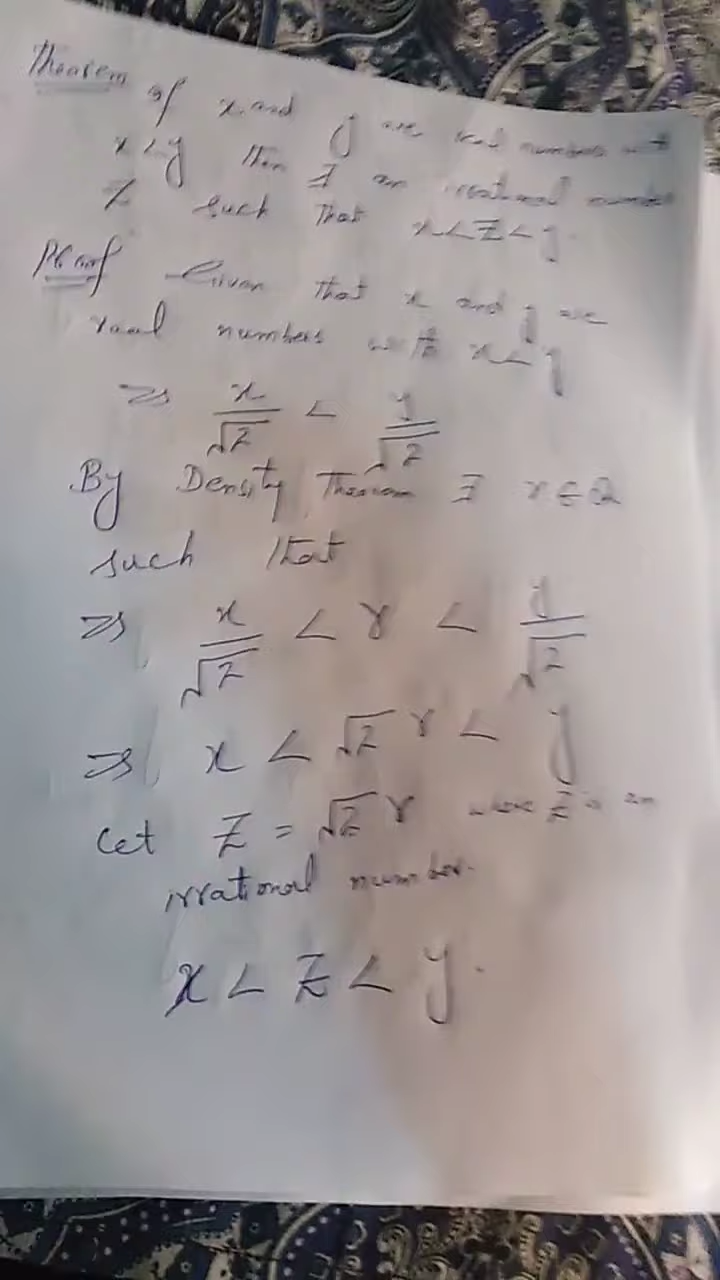 Theorem If x and y are real numbers with
x < y then ∃ an irrational number
Z such that x < Z < y.
Proof Given that x and y are
real numbers with x < y
⇒ x/√2 < y/√2
By Density Theorem ∃ r ∈ Q
such that
⇒ x/√2 < r < y/√2
⇒ x < √2 r < y
Let Z = √2 r where Z is an
irrational number.
x < Z < y.